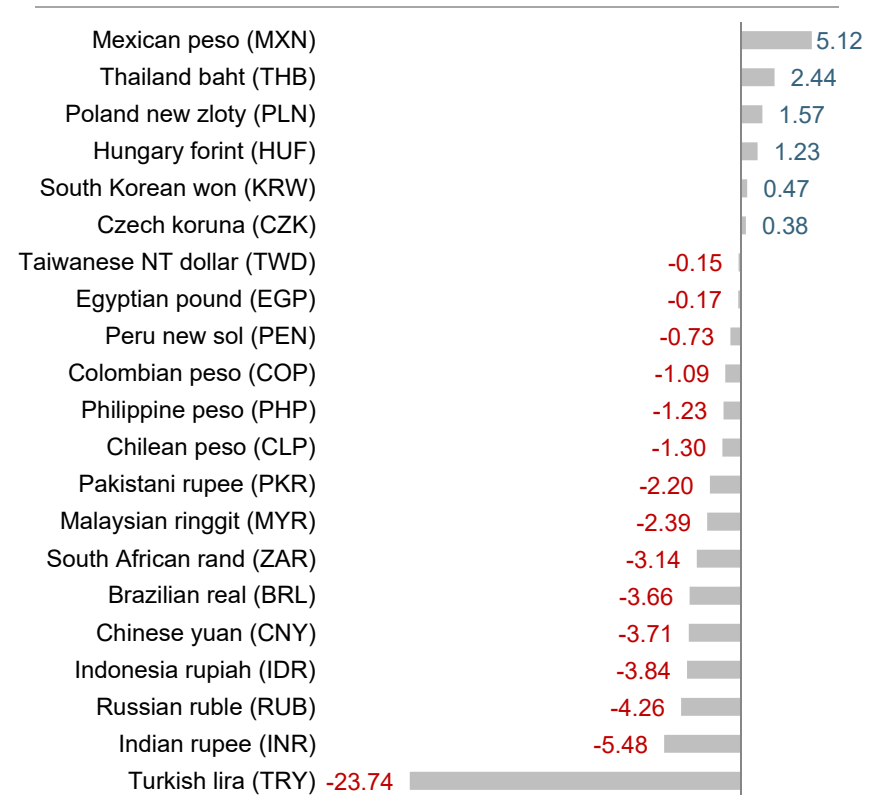 Mexican peso (MXN) 5.12
Thailand baht (THB) 2.44
Poland new zloty (PLN) 1.57
Hungary forint (HUF) 1.23
South Korean won (KRW) 0.47
Czech koruna (CZK) 0.38
Taiwanese NT dollar (TWD) -0.15
Egyptian pound (EGP) -0.17
Peru new sol (PEN) -0.73
Colombian peso (COP) -1.09
Philippine peso (PHP) -1.23
Chilean peso (CLP) -1.30
Pakistani rupee (PKR) -2.20
Malaysian ringgit (MYR) -2.39
South African rand (ZAR) -3.14
Brazilian real (BRL) -3.66
Chinese yuan (CNY) -3.71
Indonesia rupiah (IDR) -3.84
Russian ruble (RUB) -4.26
Indian rupee (INR) -5.48
Turkish lira (TRY) -23.74